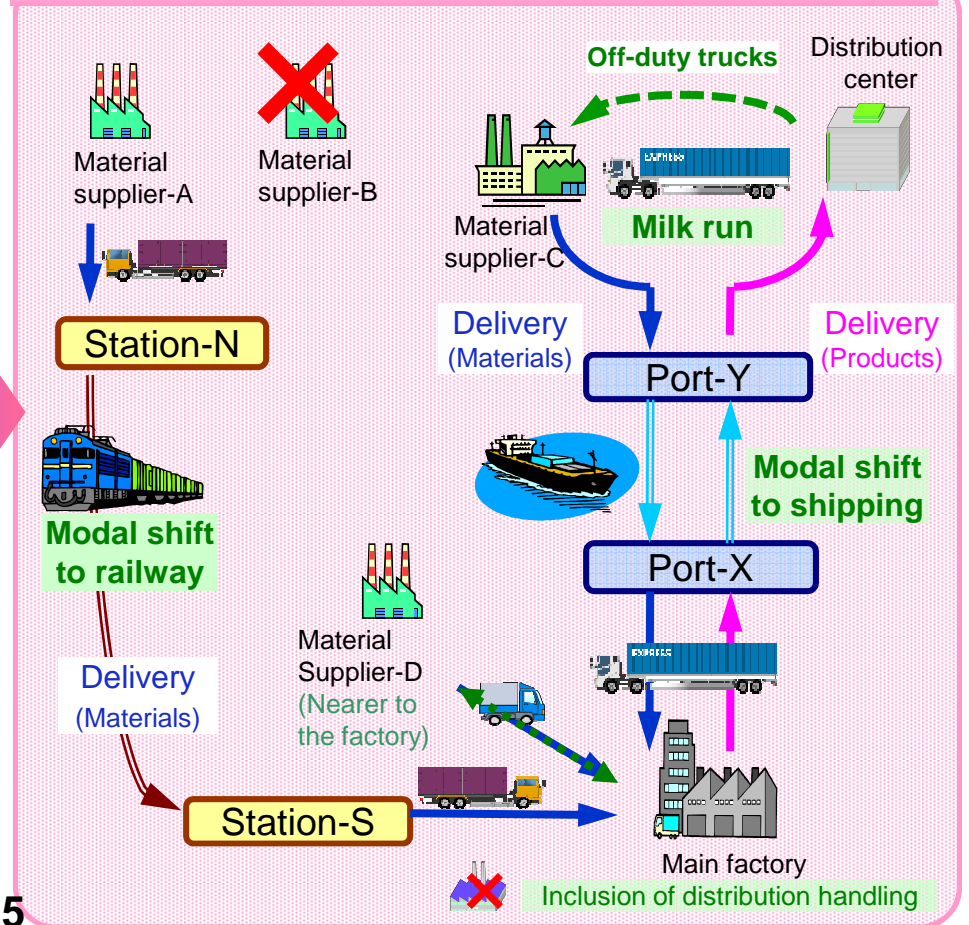 Off-duty trucks
Distribution
center
Material
supplier-A
Material
supplier-B
Material
supplier-C
EXPRESS
Milk run
Station-N
Delivery
(Materials)
Delivery
(Products)
Port-Y
Modal shift
to railway
Modal shift
to shipping
Port-X
Material
Supplier-D
(Nearer to
the factory)
EXPRESS
Delivery
(Materials)
Station-S
Main factory
Inclusion of distribution handling
5